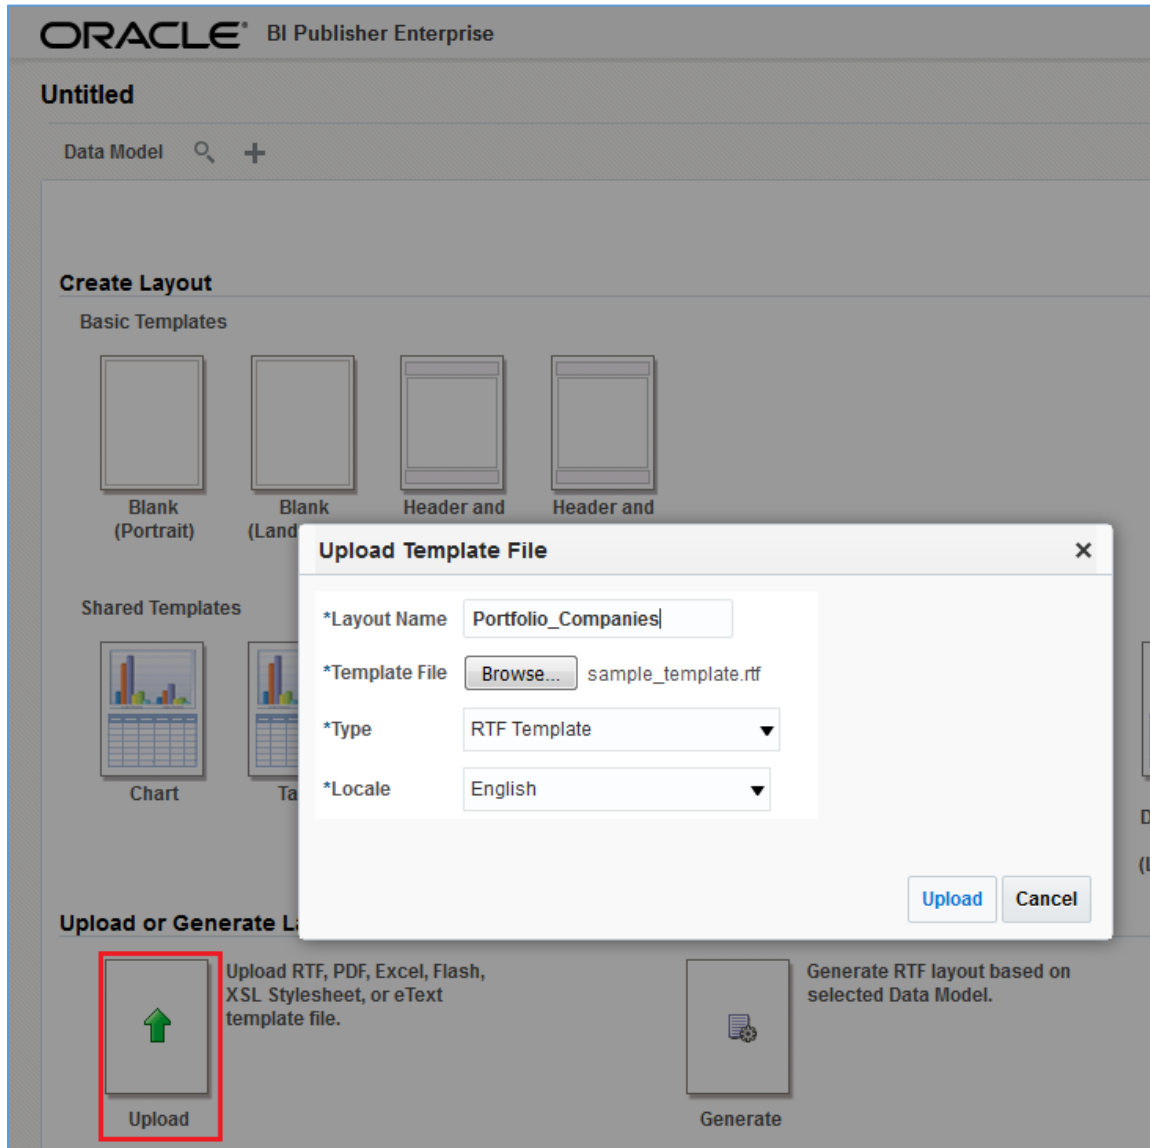 ORACLE® BI Publisher Enterprise
Untitled
Data Model
Create Layout
Basic Templates
Blank
(Portrait)
Blank
(Land
Header and
Header and
Upload Template File
*Layout Name Portfolio_Companies
*Template File Browse... sample_template.rtf
*Type RTF Template
*Locale English
Upload Cancel
Shared Templates
Chart
Ta
D
(L
Upload or Generate La
Upload RTF, PDF, Excel, Flash,
XSL Stylesheet, or eText
template file.
Upload
Generate RTF layout based on
selected Data Model.
Generate